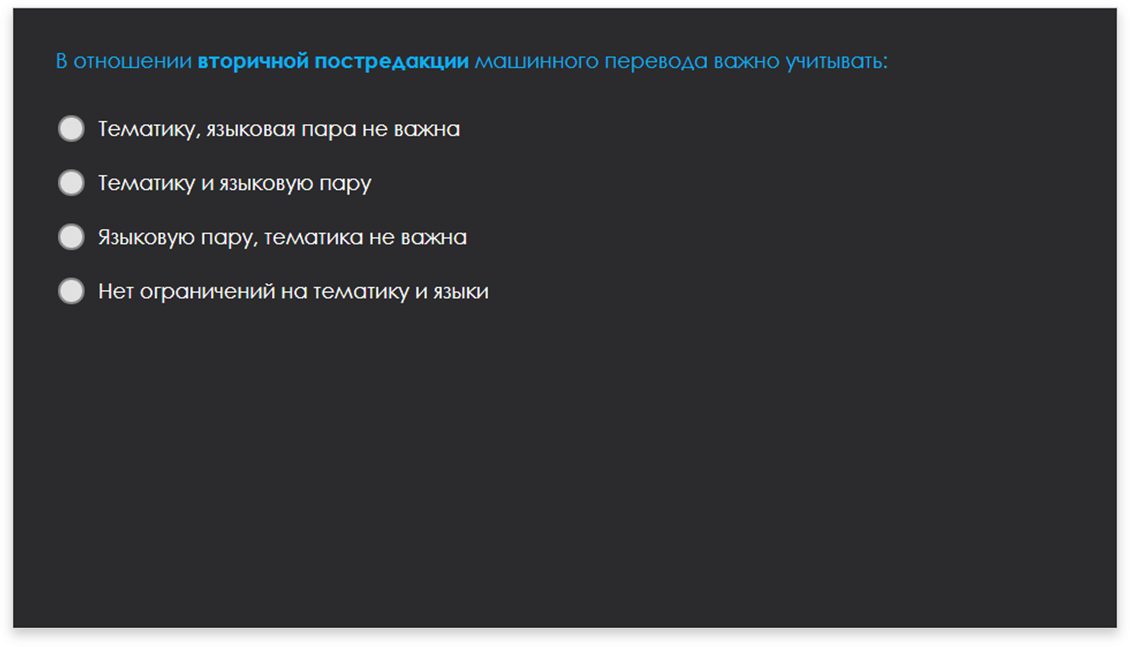 В отношении вторичной постредакции машинного перевода важно учитывать:
Тематику, языковая пара не важна
Тематику и языковую пару
Языковую пару, тематика не важна
Нет ограничений на тематику и языки